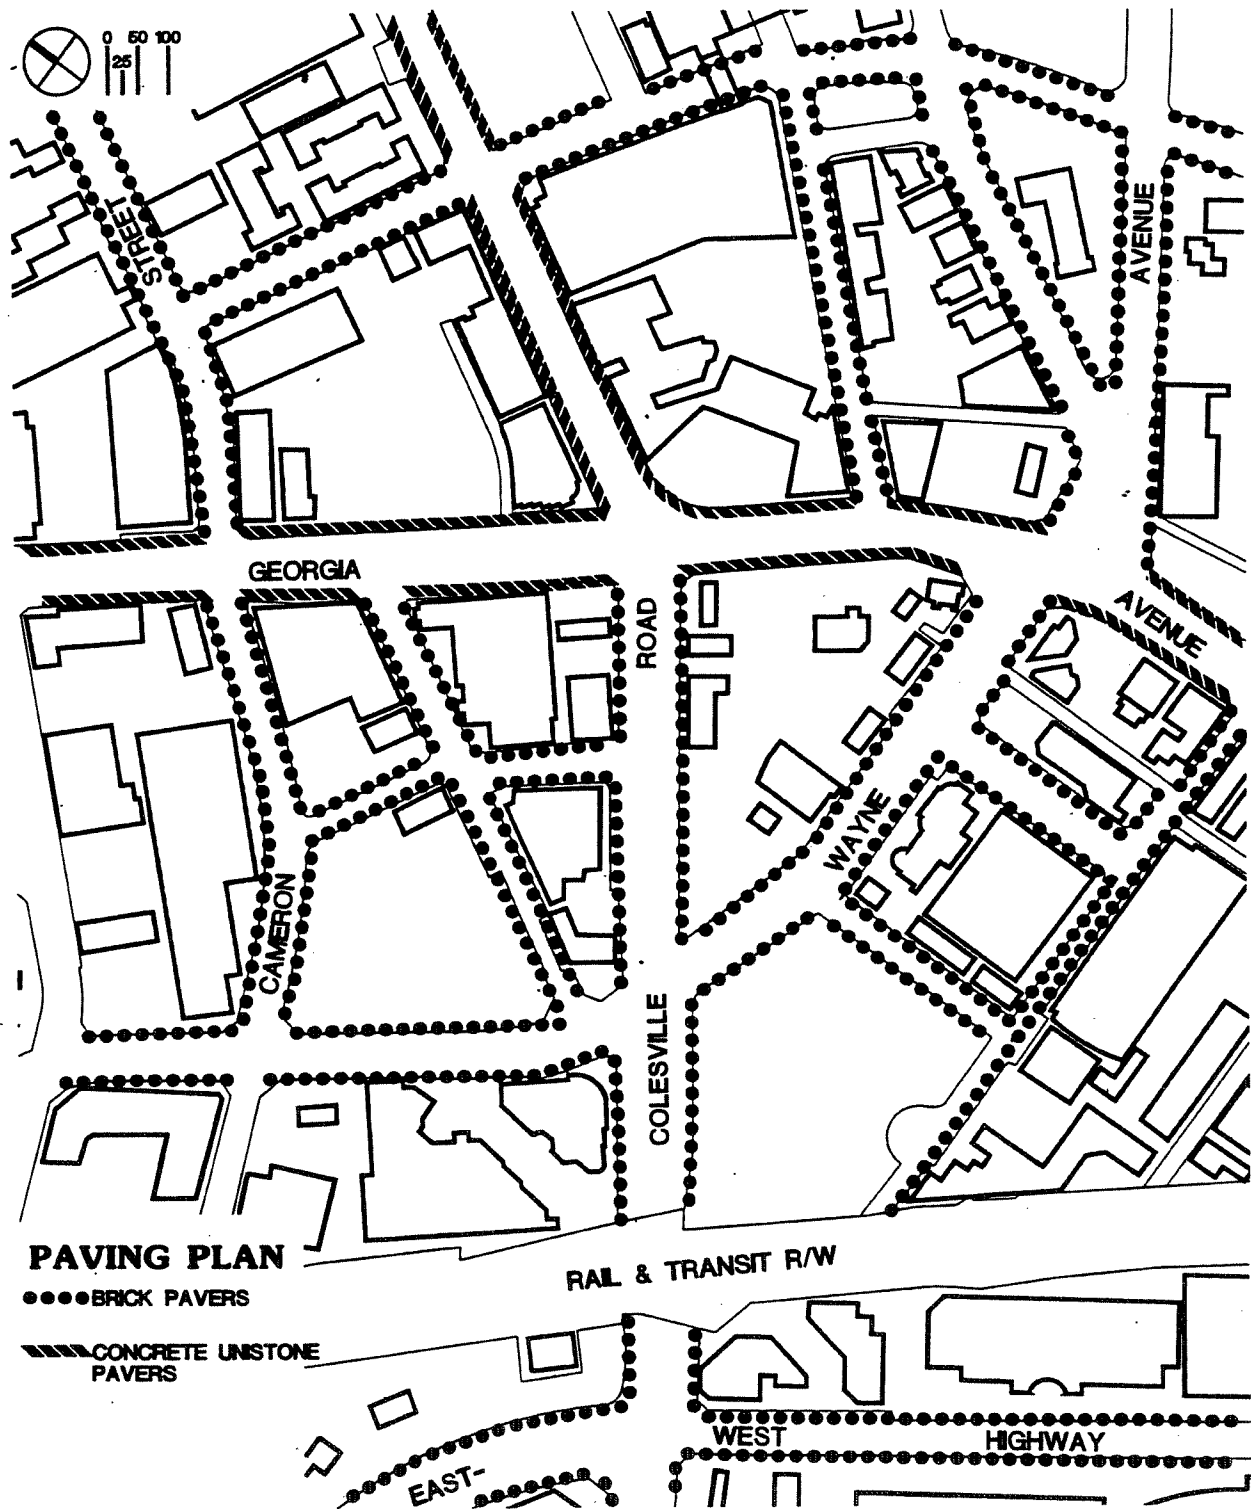 0 50 100
25
STREET
AVENUE
GEORGIA
ROAD
AVENUE
WAYNE
CAMERON
COLESVILLE
PAVING PLAN
BRICK PAVERS
CONCRETE UNISTONE
PAVERS
RAIL & TRANSIT R/W
WEST HIGHWAY
EAST-